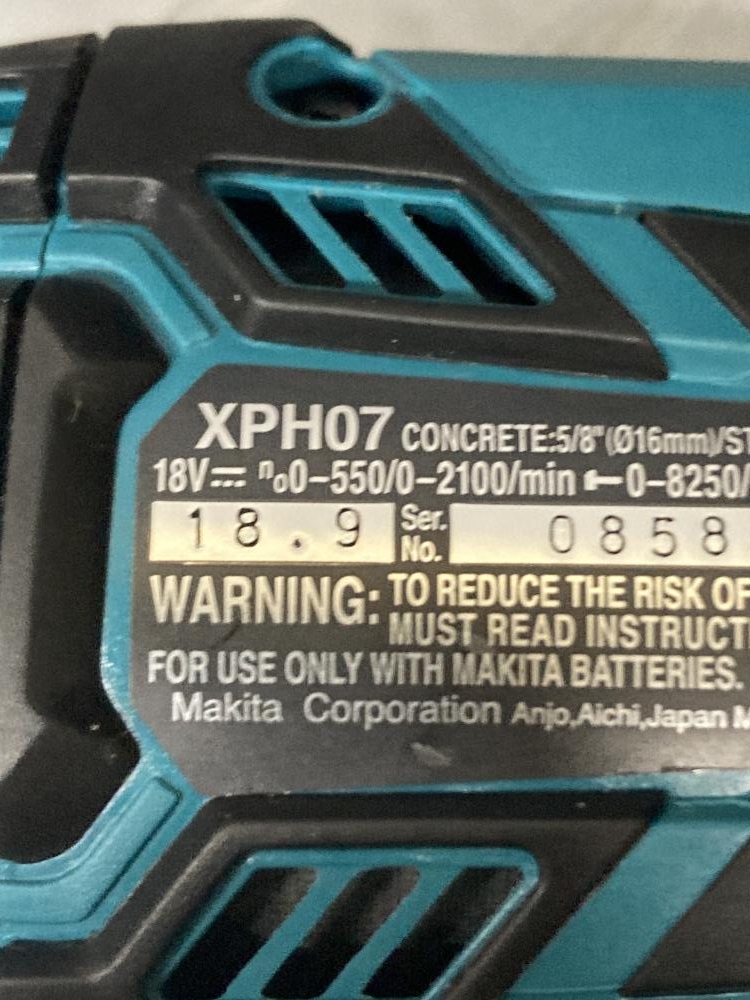 XPH07 CONCRETE:5/8"(Ø16mm)/ST
18V⎓ n₀0-550/0-2100/min 0-8250/
18.9 Ser. No. 0858
WARNING: TO REDUCE THE RISK OF
MUST READ INSTRUCTI
FOR USE ONLY WITH MAKITA BATTERIES.
Makita Corporation Anjo,Aichi,Japan M